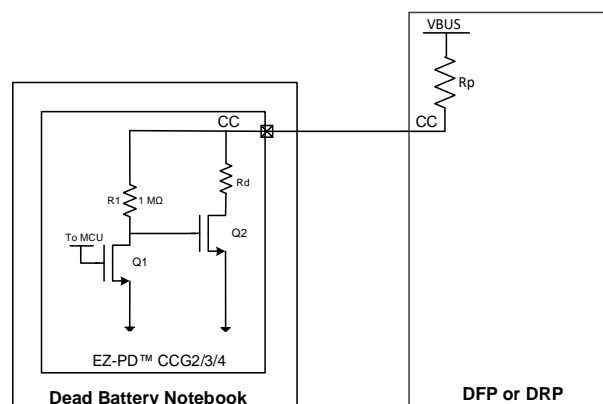 VBUS
Rp
CC CC
R1 1 MΩ Rd
To MCU
Q1 Q2
EZ-PD™ CCG2/3/4
Dead Battery Notebook
DFP or DRP